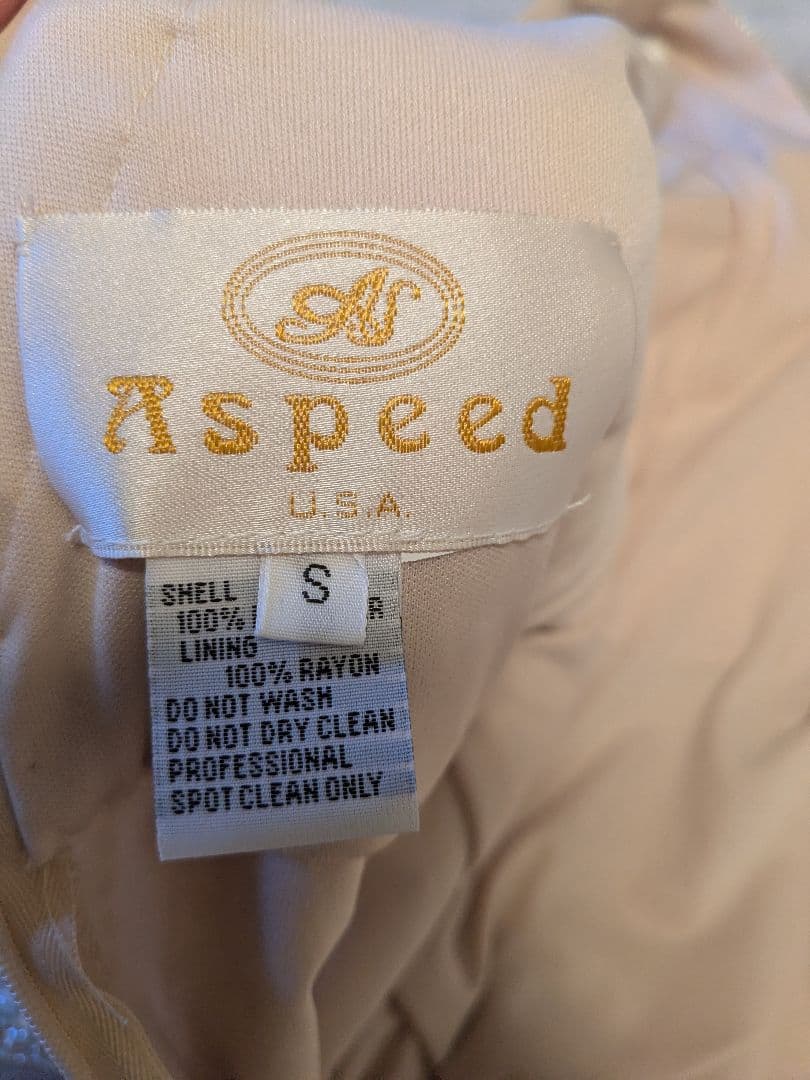 AS
Aspeed
U.S.A.
S
SHELL
100% R
LINING
100% RAYON
DO NOT WASH
DO NOT DRY CLEAN
PROFESSIONAL
SPOT CLEAN ONLY